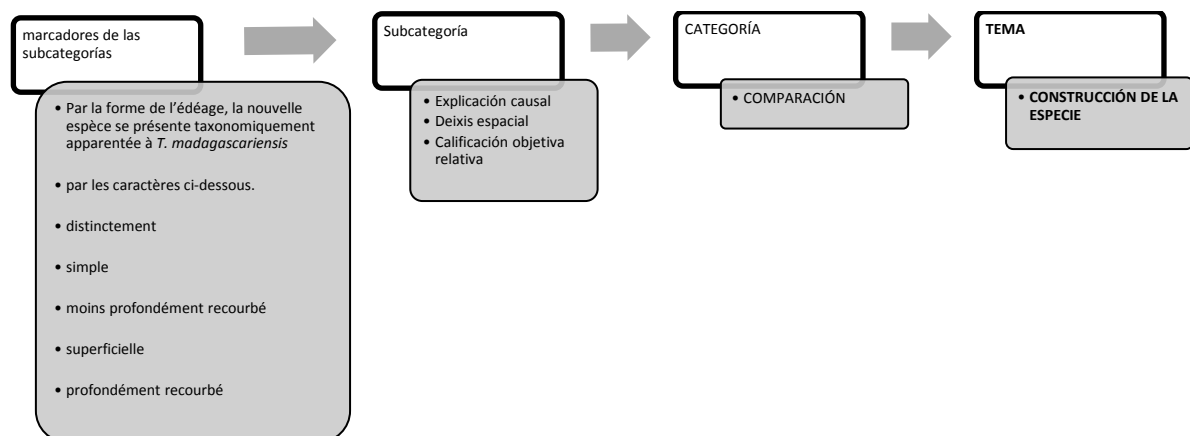 marcadores de las
subcategorías
• Par la forme de l'édéage, la nouvelle
espèce se présente taxonomiquement
apparentée à T. madagascariensis
• par les caractères ci-dessous.
• distinctement
• simple
• moins profondément recourbé
• superficielle
• profondément recourbé
Subcategoría
• Explicación causal
• Deixis espacial
• Calificación objetiva
relativa
CATEGORÍA
• COMPARACIÓN
TEMA
• CONSTRUCCIÓN DE LA
ESPECIE